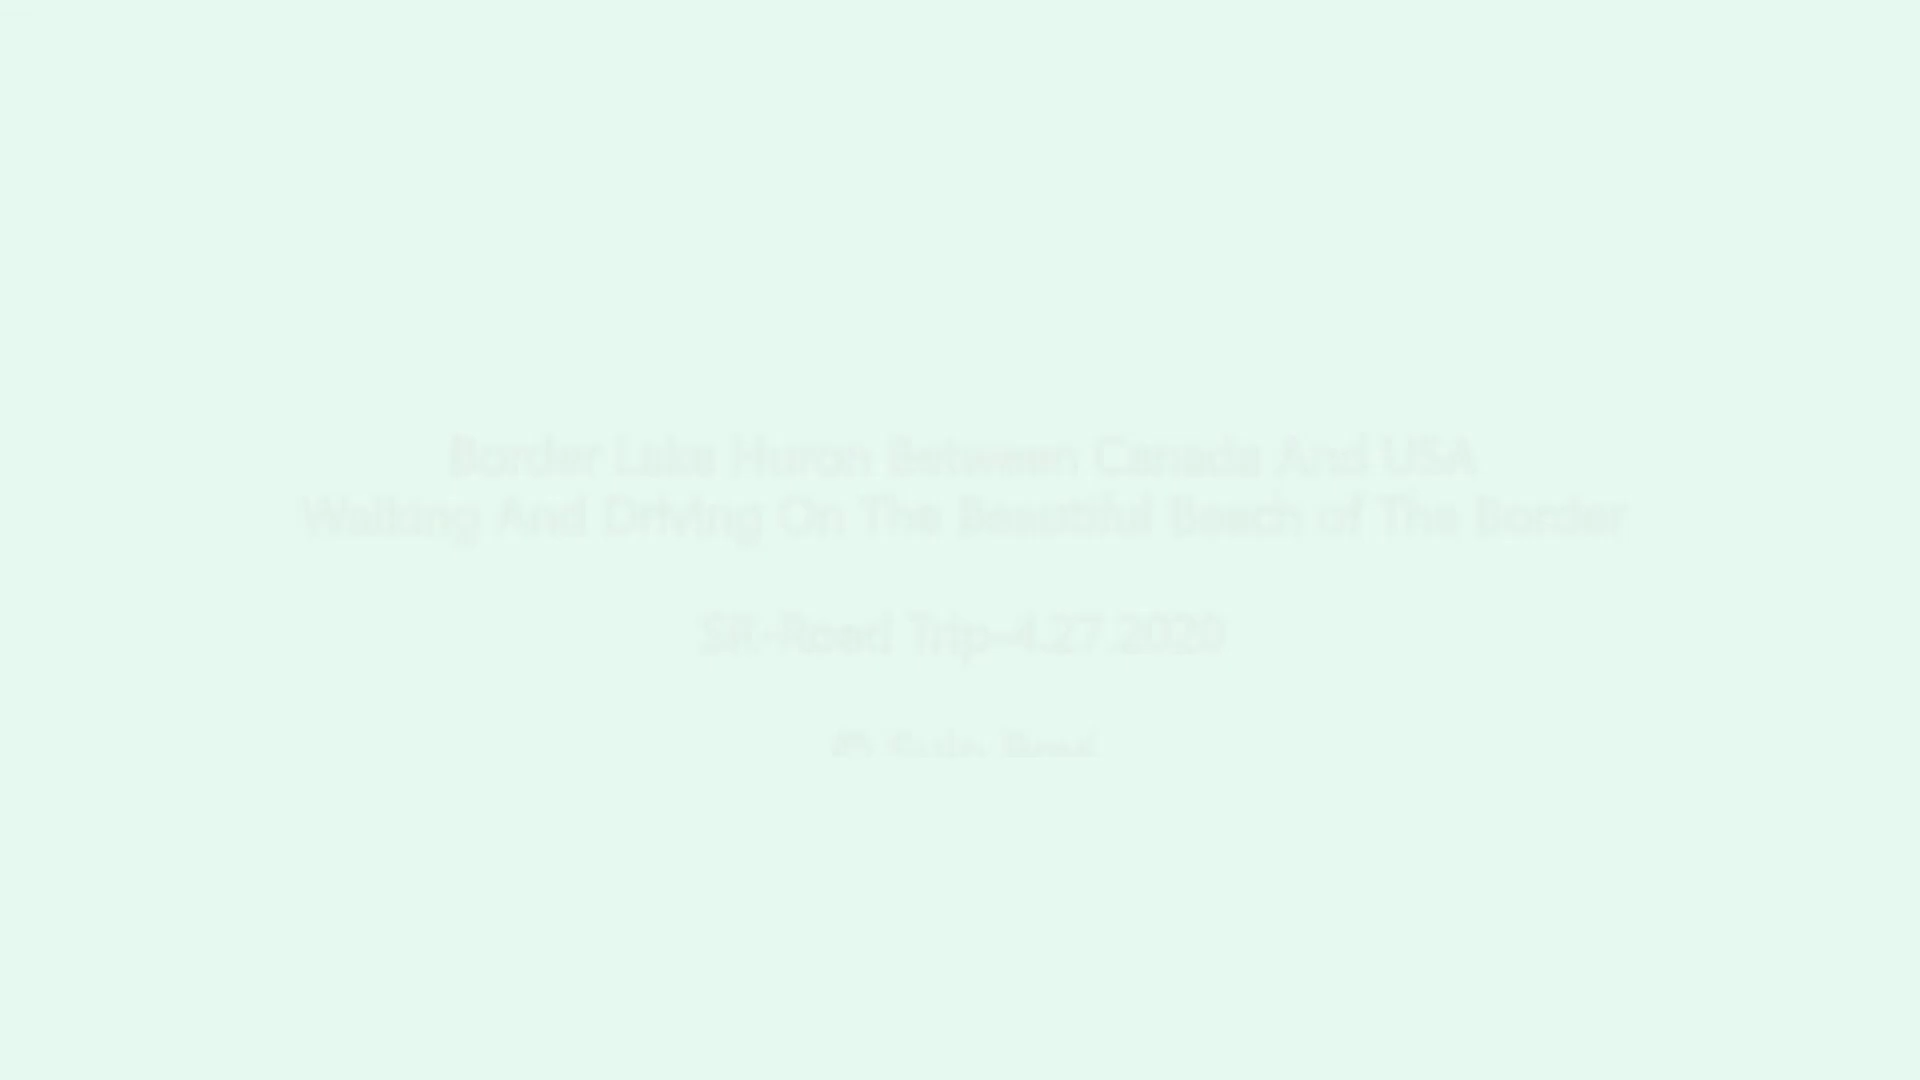 Border Lake Huron Between Canada And USA
Walking And Driving On The Beautiful Beach of The Border
SR-Road Trip-4.27.2020
©